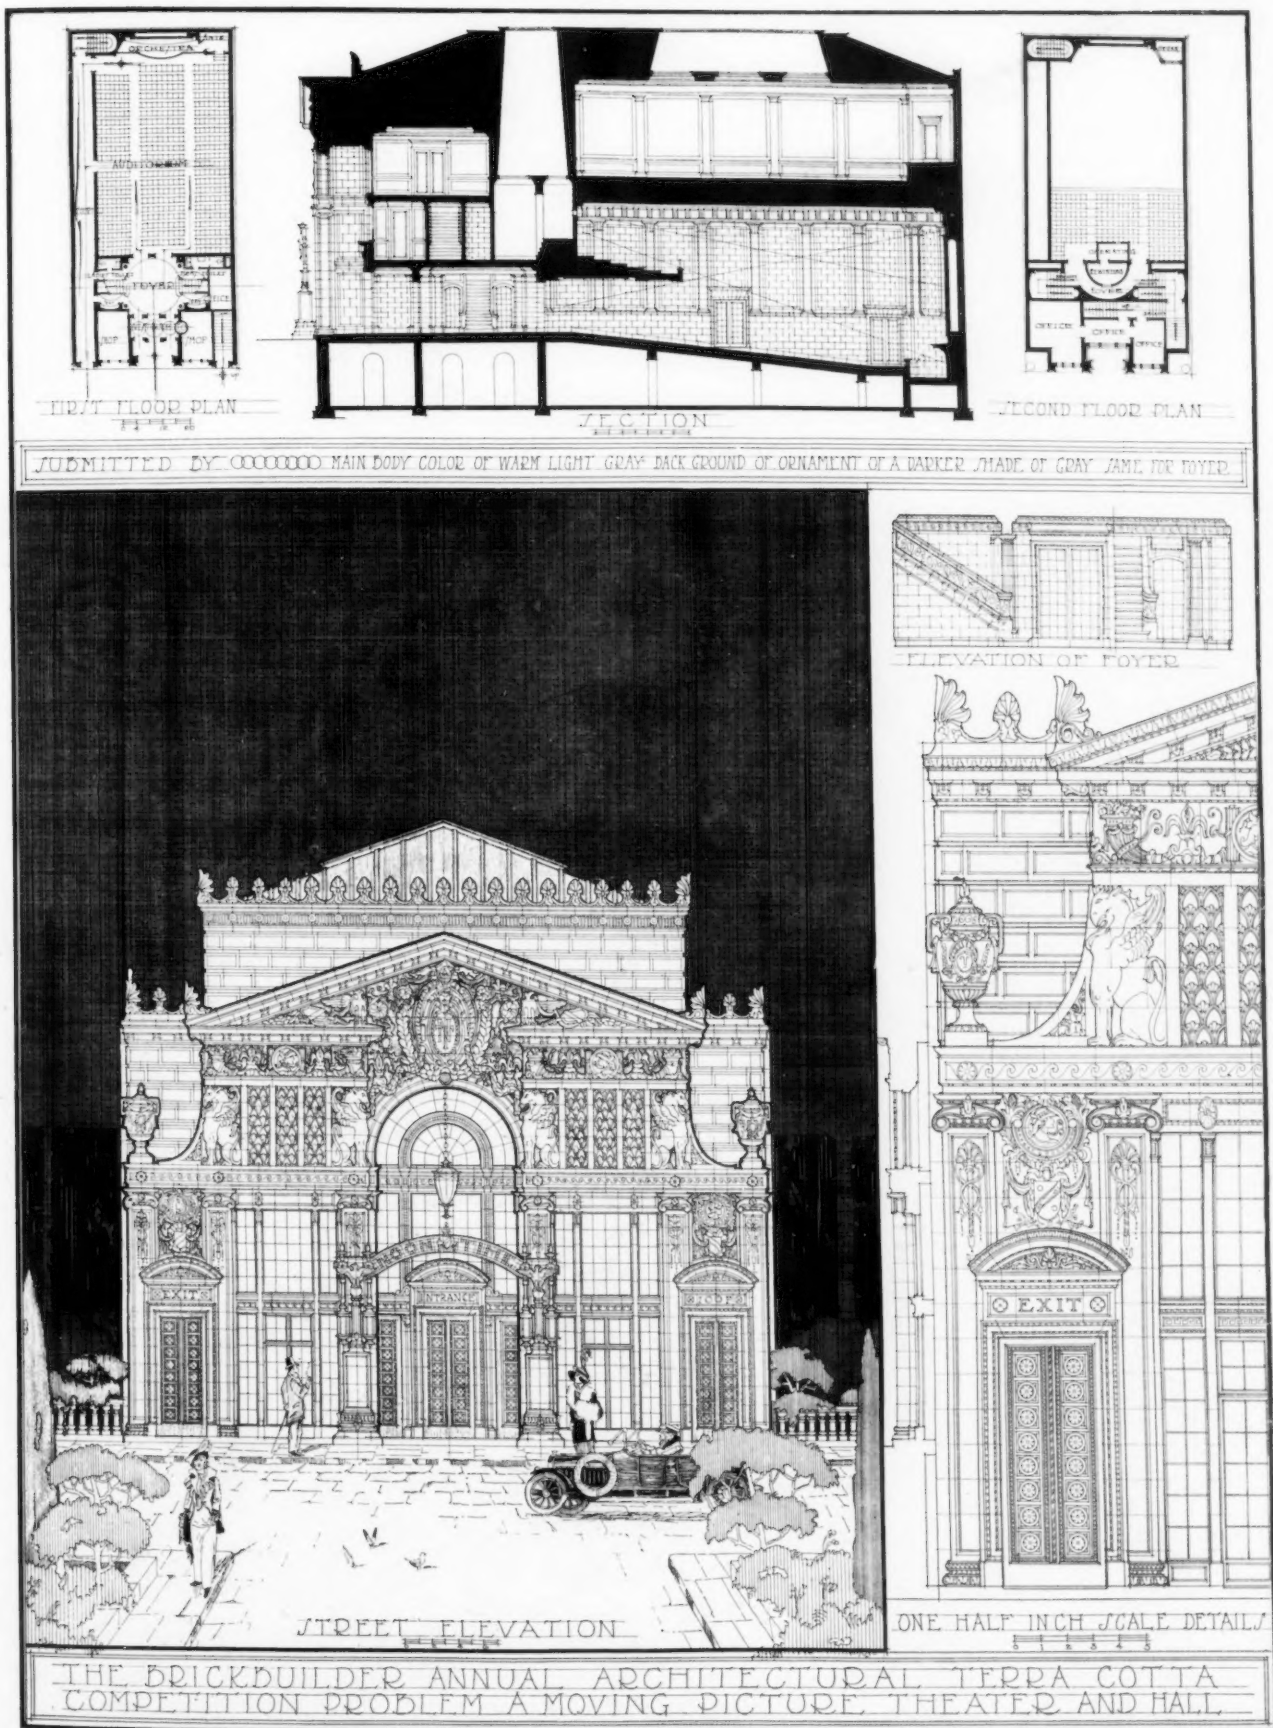 ORCHESTRA
AUDITORIUM
FOYER
SHOP
SHOP
FIRST FLOOR PLAN
SECTION
OFFICE
OFFICE
OFFICE
FOYER
SECOND FLOOR PLAN
SUBMITTED BY MAIN BODY COLOR OF WARM LIGHT GRAY BACK GROUND OF ORNAMENT OF A DARKER SHADE OF GRAY SAME FOR FOYER
ELEVATION OF FOYER
EXIT
ENTRANCE
EXIT
STREET ELEVATION
ONE HALF INCH SCALE DETAILS
THE BRICKBUILDER ANNUAL ARCHITECTURAL TERRA COTTA
COMPETITION PROBLEM A MOVING PICTURE THEATER AND HALL